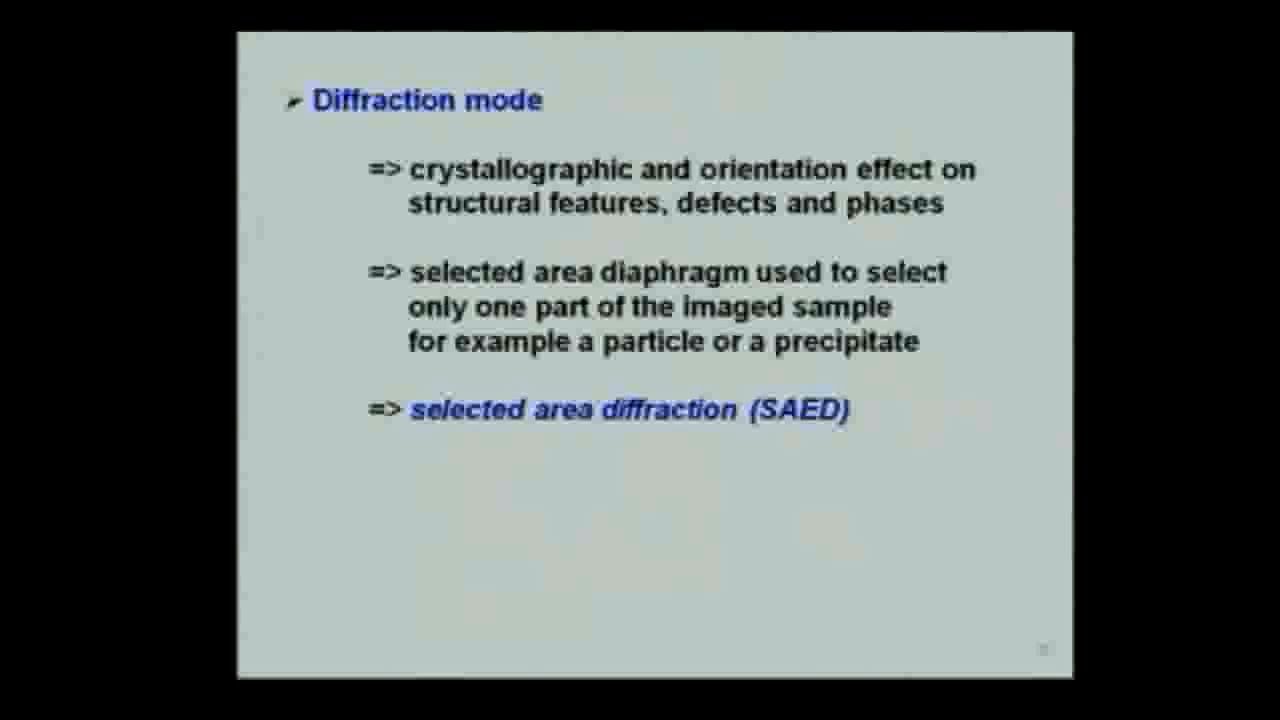 ➢ Diffraction mode
=> crystallographic and orientation effect on
structural features, defects and phases
=> selected area diaphragm used to select
only one part of the imaged sample
for example a particle or a precipitate
=> selected area diffraction (SAED)